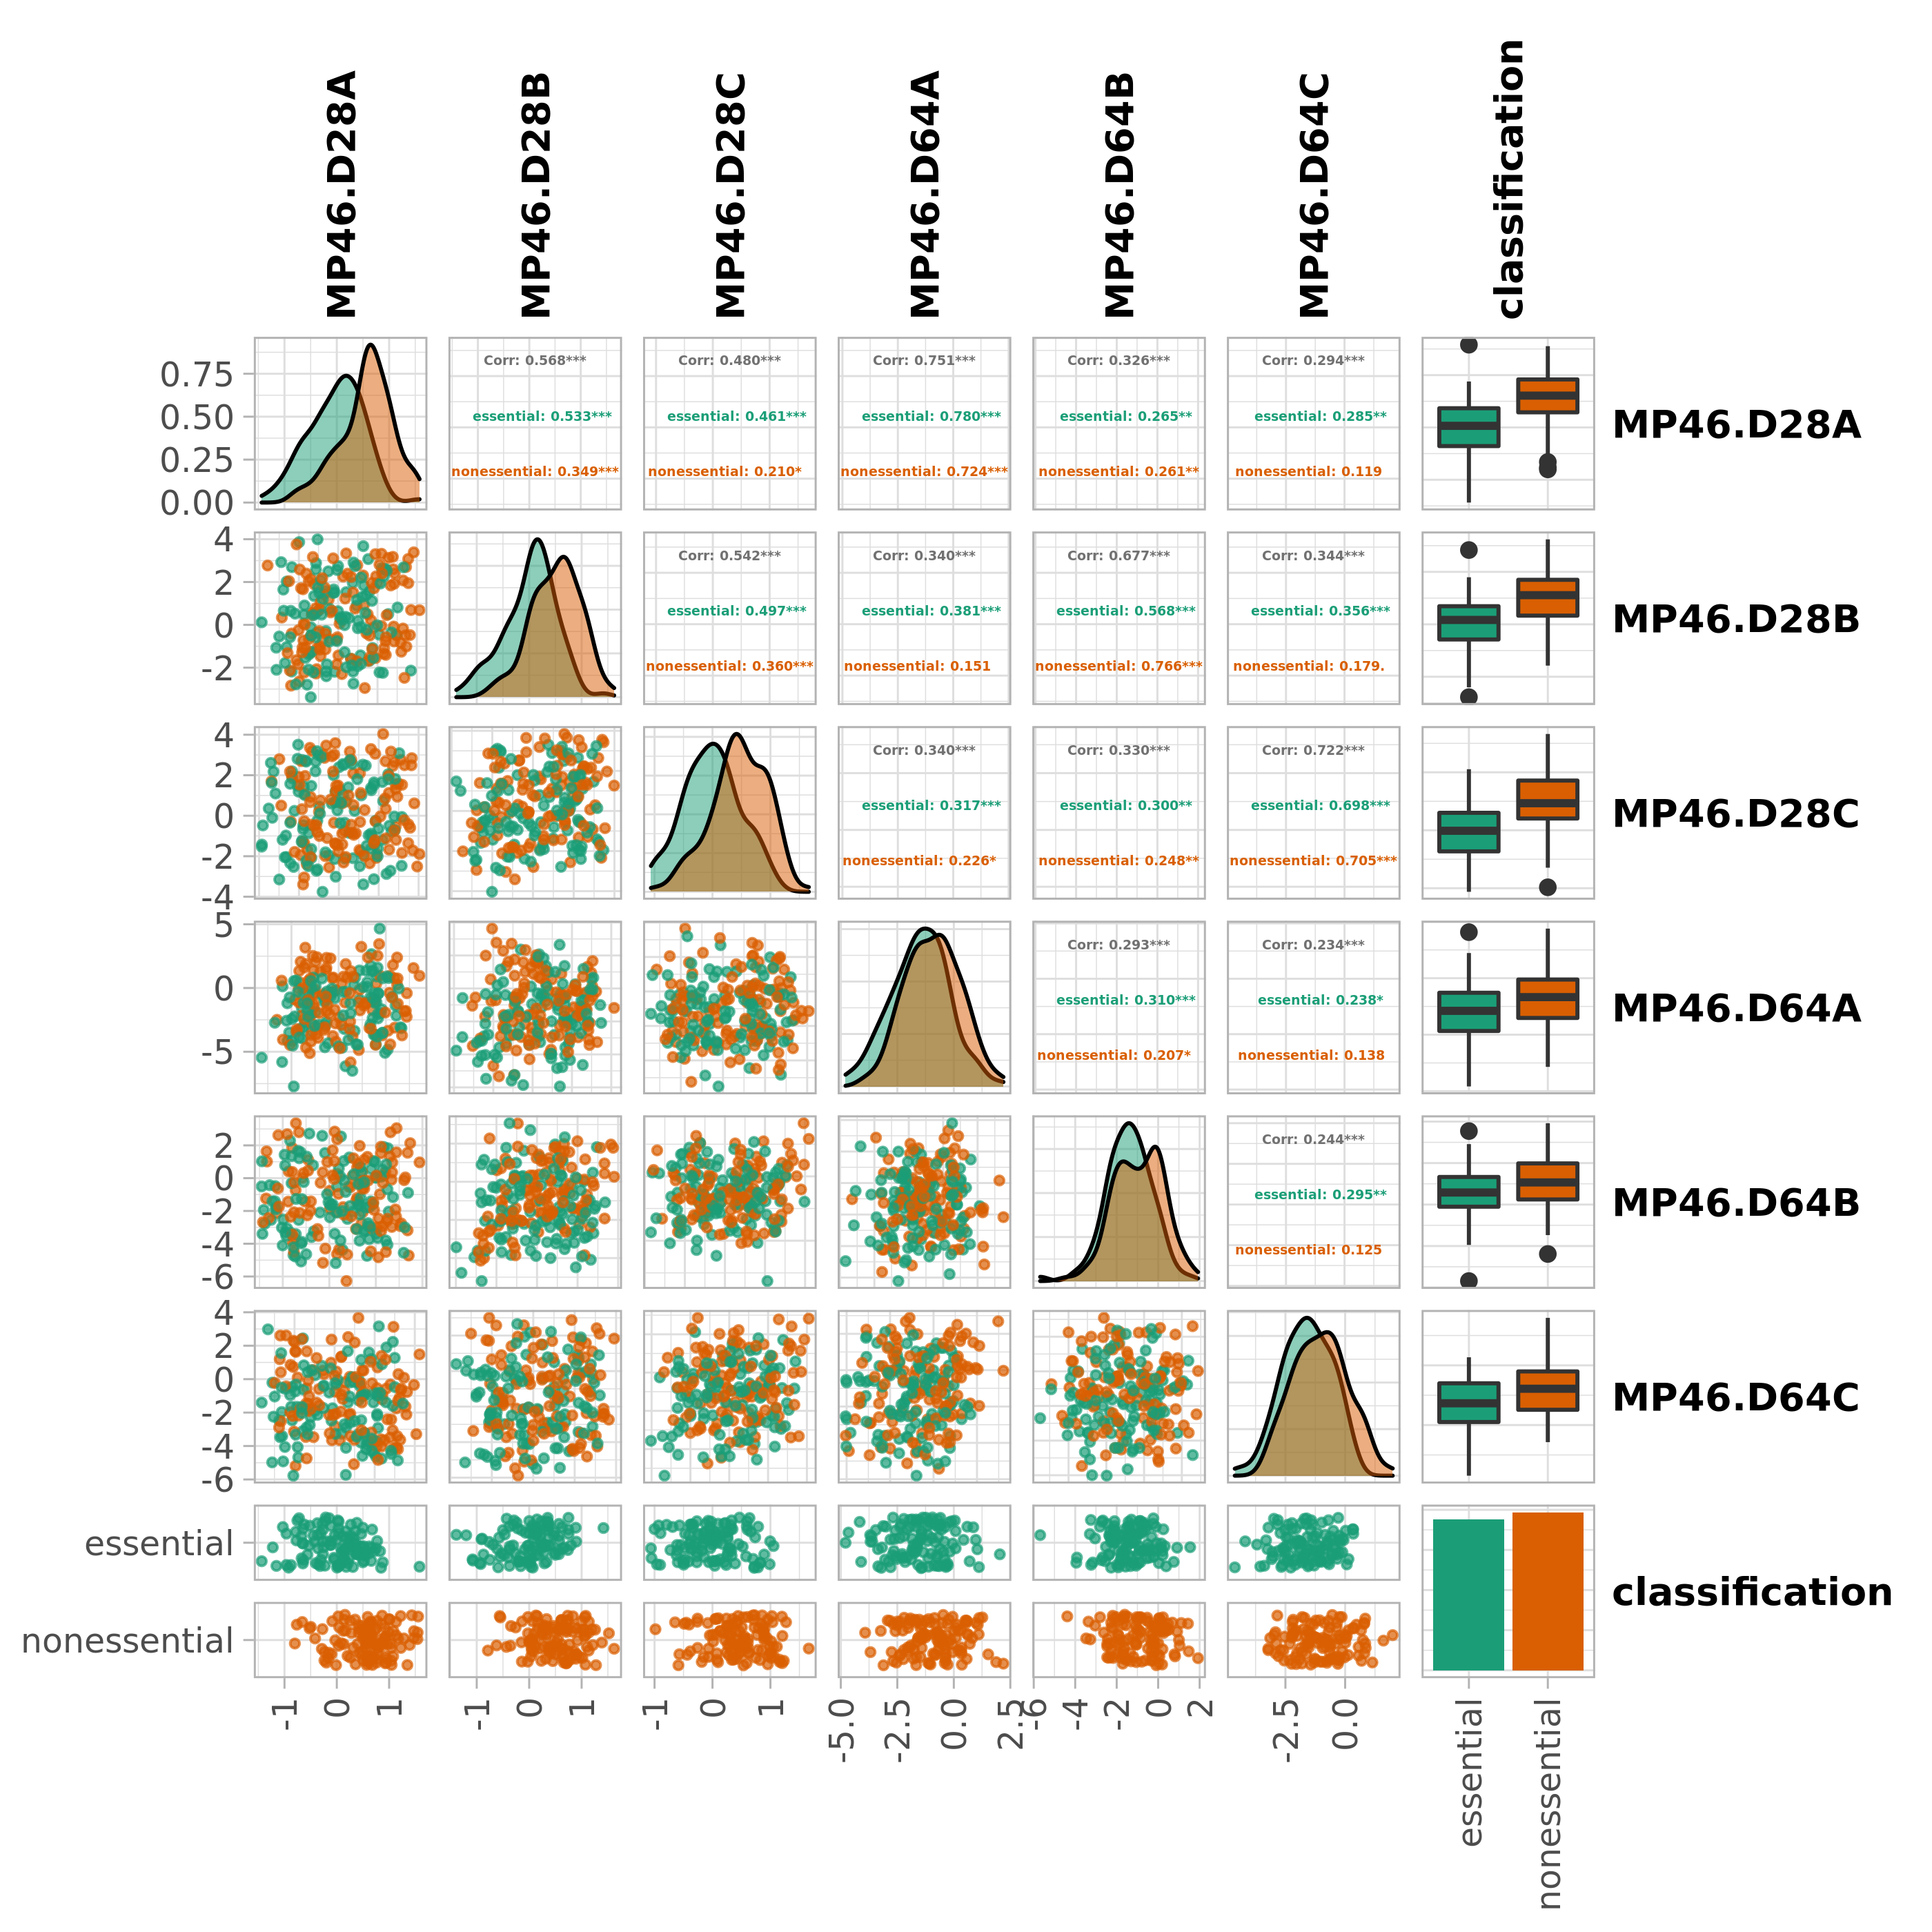 MP46.D28A MP46.D28B MP46.D28C MP46.D64A MP46.D64B MP46.D64C classification
0.75
0.50
0.25
0.00
Corr: 0.568*** Corr: 0.480*** Corr: 0.751*** Corr: 0.326*** Corr: 0.294***
essential: 0.533*** essential: 0.461*** essential: 0.780*** essential: 0.265** essential: 0.285**
nonessential: 0.349*** nonessential: 0.210* nonessential: 0.724*** nonessential: 0.261** nonessential: 0.119
MP46.D28A
4
2
0
-2
Corr: 0.542*** Corr: 0.340*** Corr: 0.677*** Corr: 0.344***
essential: 0.497*** essential: 0.381*** essential: 0.568*** essential: 0.356***
nonessential: 0.360*** nonessential: 0.151 nonessential: 0.766*** nonessential: 0.179.
MP46.D28B
4
2
0
-2
-4
Corr: 0.340*** Corr: 0.330*** Corr: 0.722***
essential: 0.317*** essential: 0.300** essential: 0.698***
nonessential: 0.226* nonessential: 0.248** nonessential: 0.705***
MP46.D28C
5
0
-5
Corr: 0.293*** Corr: 0.234***
essential: 0.310*** essential: 0.238*
nonessential: 0.207* nonessential: 0.138
MP46.D64A
2
0
-2
-4
-6
Corr: 0.244***
essential: 0.295**
nonessential: 0.125
MP46.D64B
4
2
0
-2
-4
-6
MP46.D64C
essential
nonessential
classification
-1 0 1 -1 0 1 -1 0 1 -5.0 -2.5 0.0 2.5 -6 -4 -2 0 2 -2.5 0.0 essential nonessential